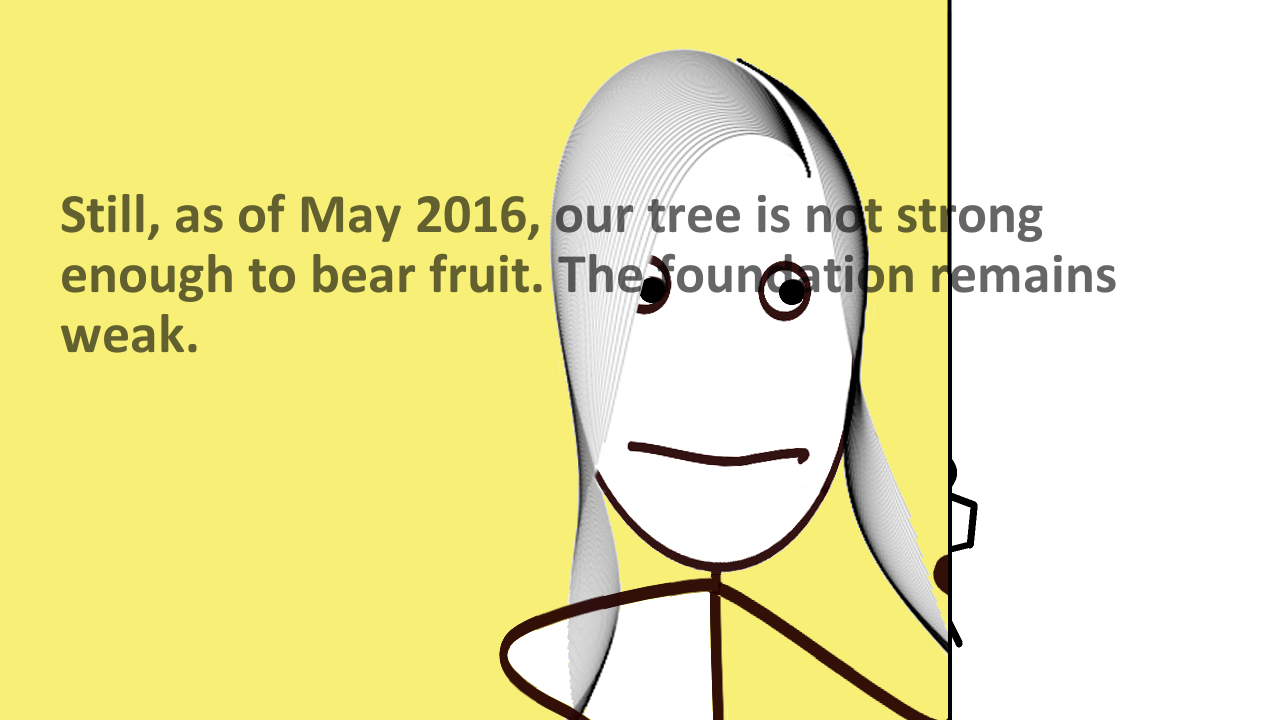 Still, as of May 2016, our tree is not strong
enough to bear fruit. The foundation remains
weak.